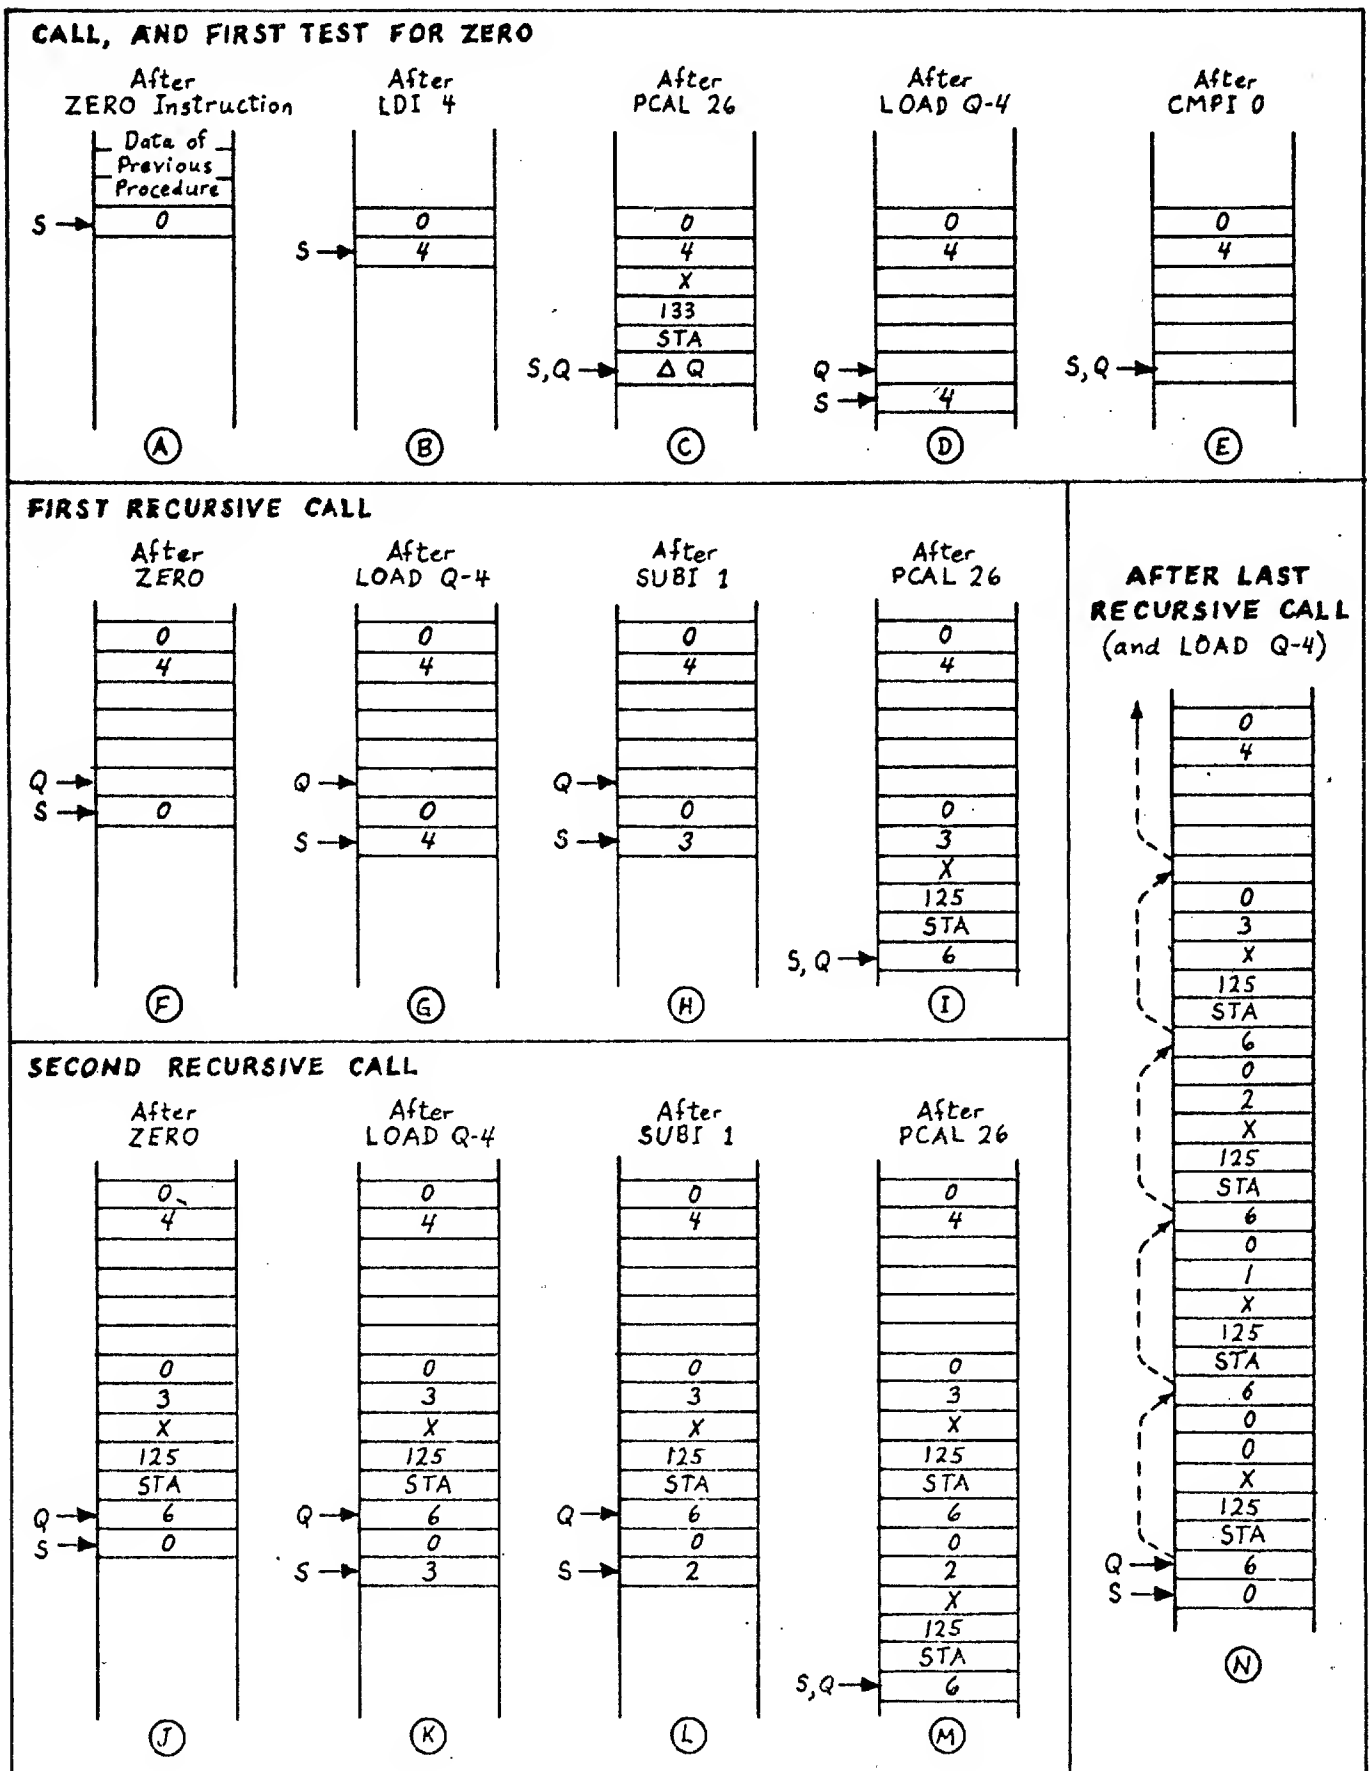 CALL, AND FIRST TEST FOR ZERO
After
ZERO Instruction
Data of
Previous
Procedure
S
0
A
After
LDI 4
0
S
4
B
After
PCAL 26
0
4
X
133
STA
S,Q
Δ Q
C
After
LOAD Q-4
0
4
Q
S
4
D
After
CMPI 0
0
4
S,Q
E
FIRST RECURSIVE CALL
After
ZERO
0
4
Q
S
0
F
After
LOAD Q-4
0
4
Q
0
S
4
G
After
SUBI 1
0
4
Q
0
S
3
H
After
PCAL 26
0
4
0
3
X
125
STA
S,Q
6
I
SECOND RECURSIVE CALL
After
ZERO
0
4
0
3
X
125
STA
Q
6
S
0
J
After
LOAD Q-4
0
4
0
3
X
125
STA
Q
6
0
S
3
K
After
SUBI 1
0
4
0
3
X
125
STA
Q
6
0
S
2
L
After
PCAL 26
0
4
0
3
X
125
STA
6
0
2
X
125
STA
S,Q
6
M
AFTER LAST
RECURSIVE CALL
(and LOAD Q-4)
0
4
0
3
X
125
STA
6
0
2
X
125
STA
6
0
1
X
125
STA
6
0
0
X
125
STA
Q
6
S
0
N